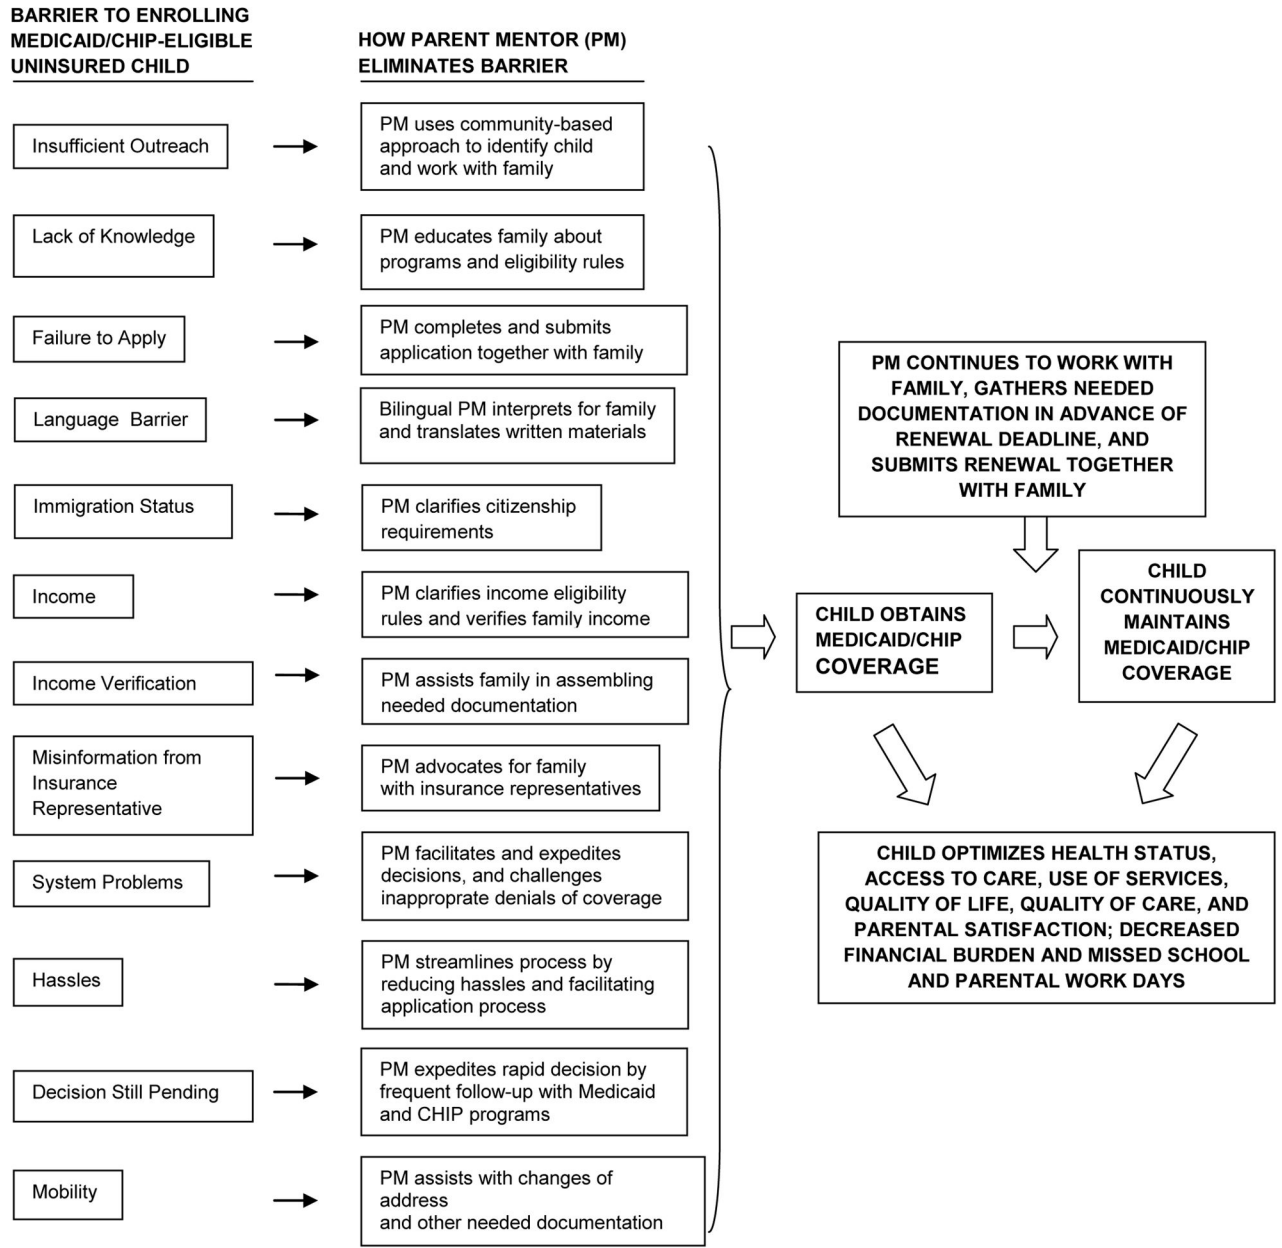 BARRIER TO ENROLLING
MEDICAID/CHIP-ELIGIBLE
UNINSURED CHILD
HOW PARENT MENTOR (PM)
ELIMINATES BARRIER
Insufficient Outreach
PM uses community-based
approach to identify child
and work with family
Lack of Knowledge
PM educates family about
programs and eligibility rules
Failure to Apply
PM completes and submits
application together with family
Language Barrier
Bilingual PM interprets for family
and translates written materials
Immigration Status
PM clarifies citizenship
requirements
Income
PM clarifies income eligibility
rules and verifies family income
Income Verification
PM assists family in assembling
needed documentation
Misinformation from
Insurance
Representative
PM advocates for family
with insurance representatives
System Problems
PM facilitates and expedites
decisions, and challenges
inapproprate denials of coverage
Hassles
PM streamlines process by
reducing hassles and facilitating
application process
Decision Still Pending
PM expedites rapid decision by
frequent follow-up with Medicaid
and CHIP programs
Mobility
PM assists with changes of
address
and other needed documentation
PM CONTINUES TO WORK WITH
FAMILY, GATHERS NEEDED
DOCUMENTATION IN ADVANCE OF
RENEWAL DEADLINE, AND
SUBMITS RENEWAL TOGETHER
WITH FAMILY
CHILD OBTAINS
MEDICAID/CHIP
COVERAGE
CHILD
CONTINUOUSLY
MAINTAINS
MEDICAID/CHIP
COVERAGE
CHILD OPTIMIZES HEALTH STATUS,
ACCESS TO CARE, USE OF SERVICES,
QUALITY OF LIFE, QUALITY OF CARE, AND
PARENTAL SATISFACTION; DECREASED
FINANCIAL BURDEN AND MISSED SCHOOL
AND PARENTAL WORK DAYS